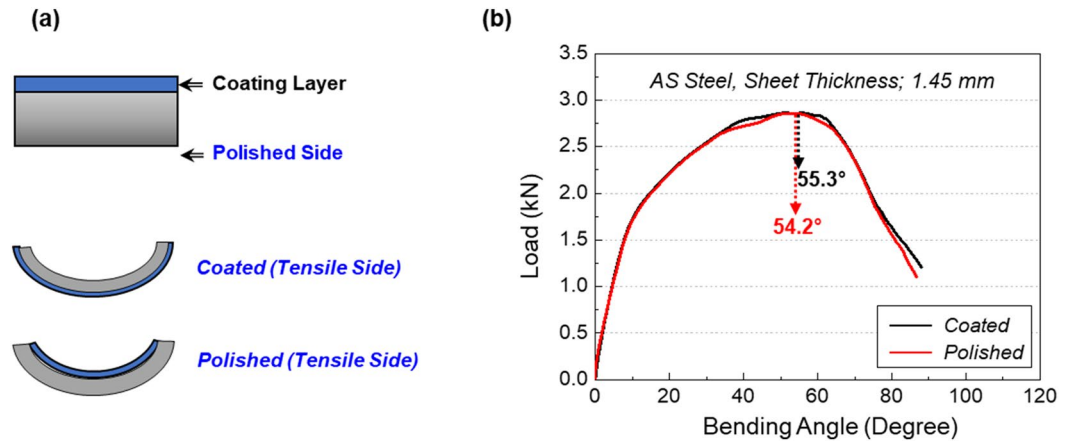 (a)
Coating Layer
Polished Side
Coated (Tensile Side)
Polished (Tensile Side)
(b)
AS Steel, Sheet Thickness; 1.45 mm
55.3°
54.2°
Coated
Polished
Load (kN)
3.5
3.0
2.5
2.0
1.5
1.0
0.5
0.0
0 20 40 60 80 100 120
Bending Angle (Degree)